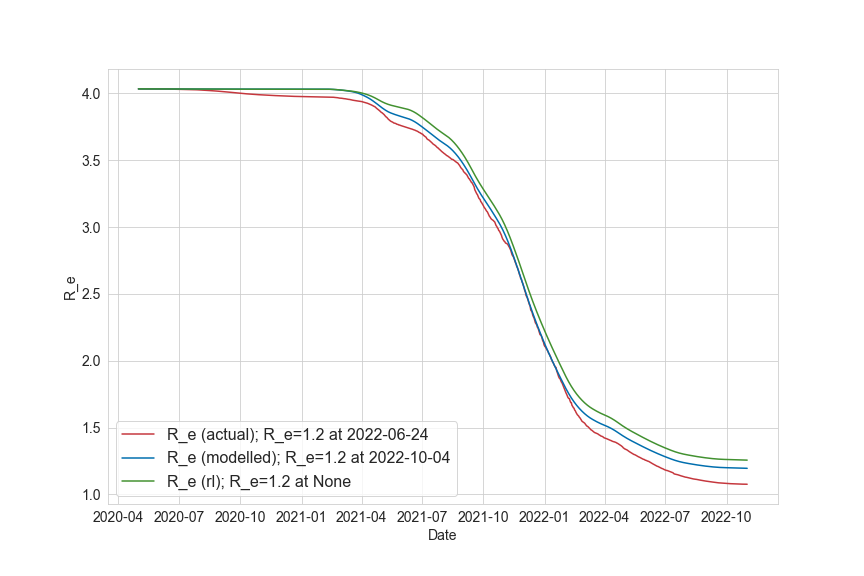 4.0
3.5
3.0
2.5
2.0
1.5
1.0
R_e
R_e (actual); R_e=1.2 at 2022-06-24
R_e (modelled); R_e=1.2 at 2022-10-04
R_e (rl); R_e=1.2 at None
2020-04 2020-07 2020-10 2021-01 2021-04 2021-07 2021-10 2022-01 2022-04 2022-07 2022-10
Date